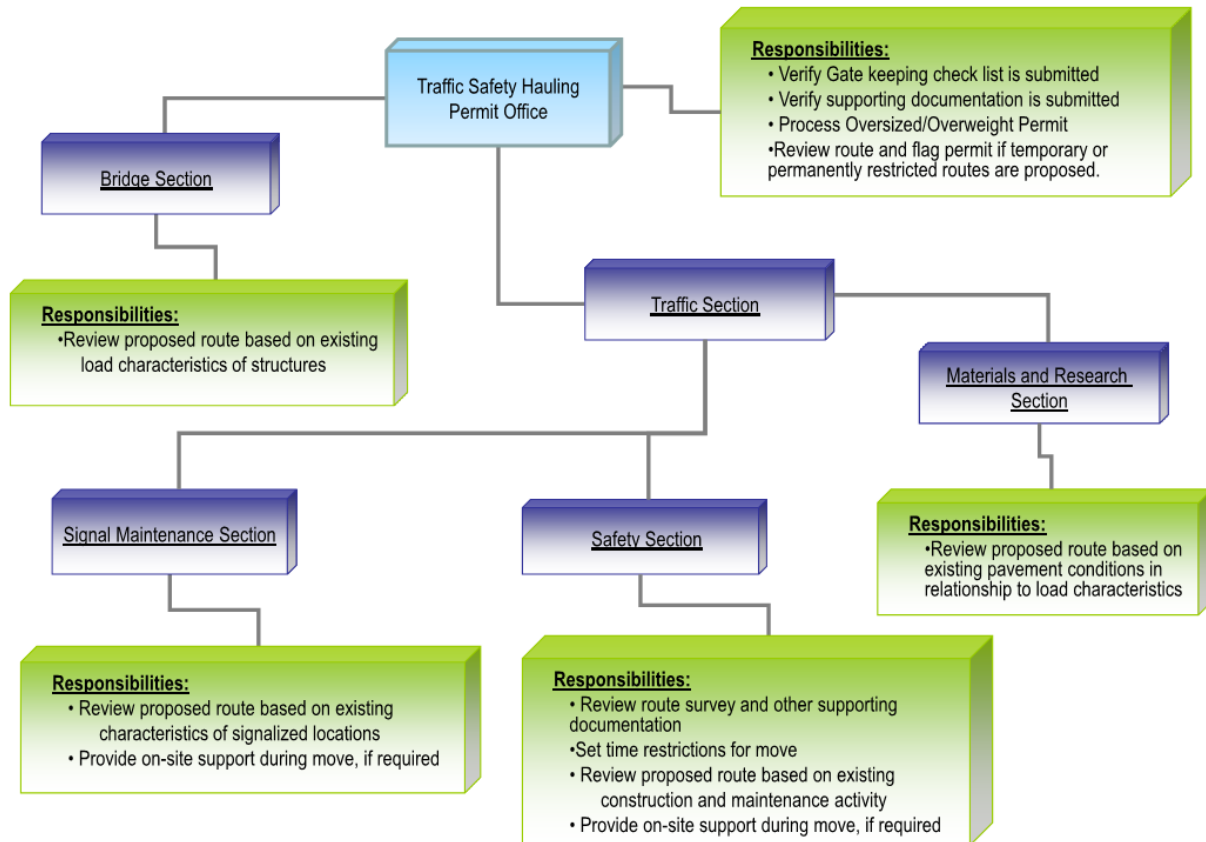 Traffic Safety Hauling
Permit Office
Responsibilities:
• Verify Gate keeping check list is submitted
• Verify supporting documentation is submitted
• Process Oversized/Overweight Permit
•Review route and flag permit if temporary or
permanently restricted routes are proposed.
Bridge Section
Responsibilities:
•Review proposed route based on existing
load characteristics of structures
Traffic Section
Materials and Research
Section
Responsibilities:
•Review proposed route based on
existing pavement conditions in
relationship to load characteristics
Signal Maintenance Section
Responsibilities:
• Review proposed route based on existing
characteristics of signalized locations
• Provide on-site support during move, if required
Safety Section
Responsibilities:
• Review route survey and other supporting
documentation
•Set time restrictions for move
• Review proposed route based on existing
construction and maintenance activity
• Provide on-site support during move, if required